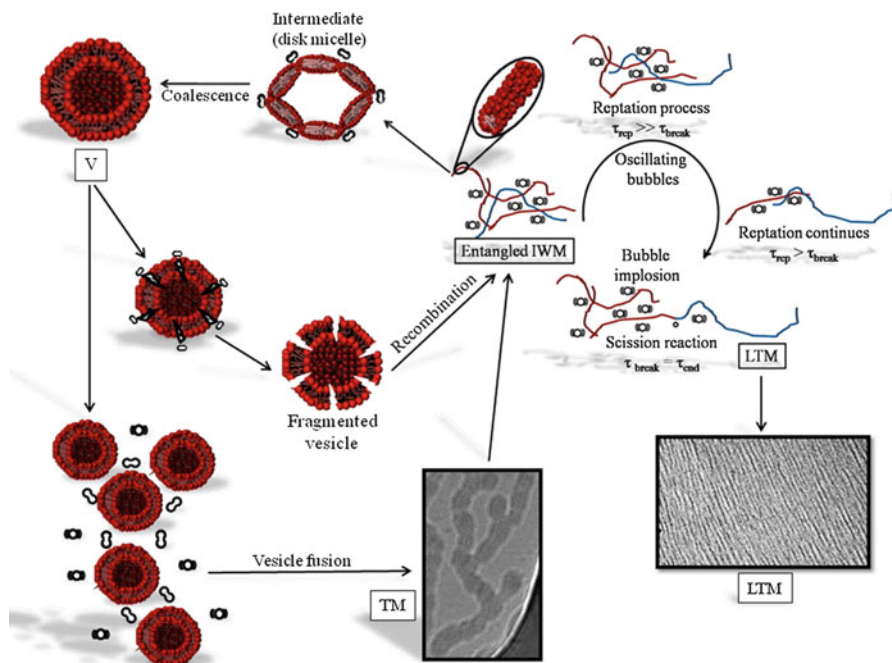 Intermediate
(disk micelle)
Coalescence
V
Reptation process
τrep >> τbreak
Oscillating
bubbles
Entangled IWM
Reptation continues
τrep > τbreak
Bubble
implosion
Scission reaction
τ break = τend
LTM
Recombination
Fragmented
vesicle
Vesicle fusion
TM
LTM